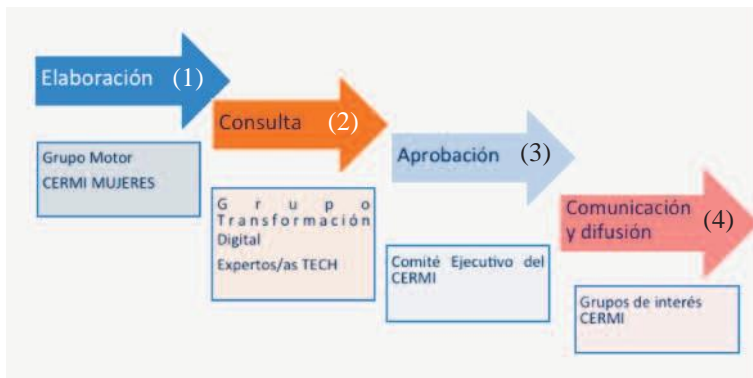 Elaboración (1)
Grupo Motor
CERMI MUJERES
Consulta (2)
G r u p o
Transformación
Digital
Expertos/as TECH
Aprobación (3)
Comité Ejecutivo del
CERMI
Comunicación
y difusión (4)
Grupos de interés
CERMI